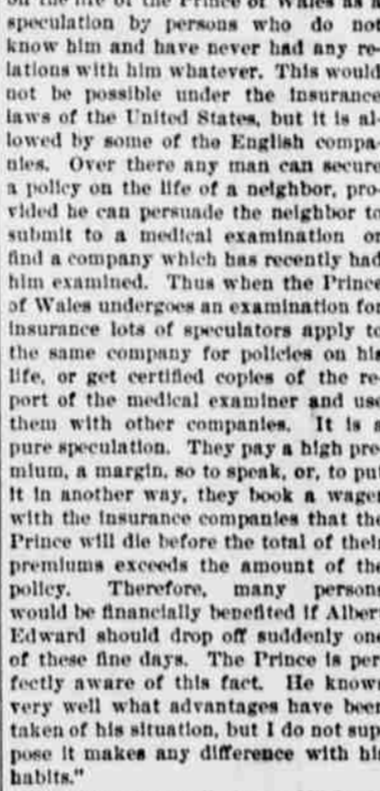 on the life of the Prince of Wales as a
speculation by persons who do not
know him and have never had any re-
lations with him whatever. This would
not be possible under the insurance
laws of the United States, but it is al-
lowed by some of the English compa-
nies. Over there any man can secure
a policy on the life of a neighbor, pro-
vided he can persuade the neighbor to
submit to a medical examination or
find a company which has recently had
him examined. Thus when the Prince
of Wales undergoes an examination for
insurance lots of speculators apply to
the same company for policies on his
life, or get certified copies of the re-
port of the medical examiner and use
them with other companies. It is a
pure speculation. They pay a high pre-
mium, a margin, so to speak, or, to put
it in another way, they book a wager
with the insurance companies that the
Prince will die before the total of their
premiums exceeds the amount of the
policy. Therefore, many persons
would be financially benefited if Albert
Edward should drop off suddenly one
of these fine days. The Prince is per-
fectly aware of this fact. He knows
very well what advantages have been
taken of his situation, but I do not sup-
pose it makes any difference with his
habits."